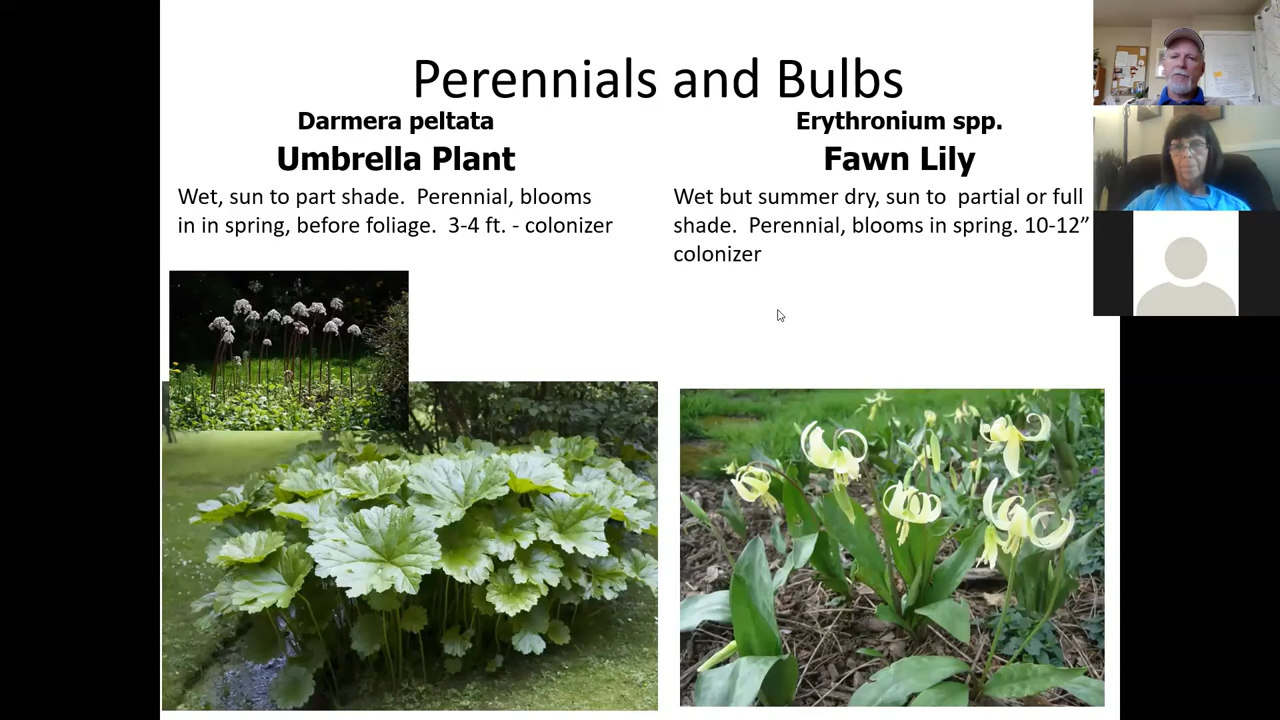 Perennials and Bulbs
Darmera peltata
Umbrella Plant
Wet, sun to part shade.  Perennial, blooms
in in spring, before foliage.  3-4 ft. - colonizer
Erythronium spp.
Fawn Lily
Wet but summer dry, sun to  partial or full
shade.  Perennial, blooms in spring. 10-12”
colonizer